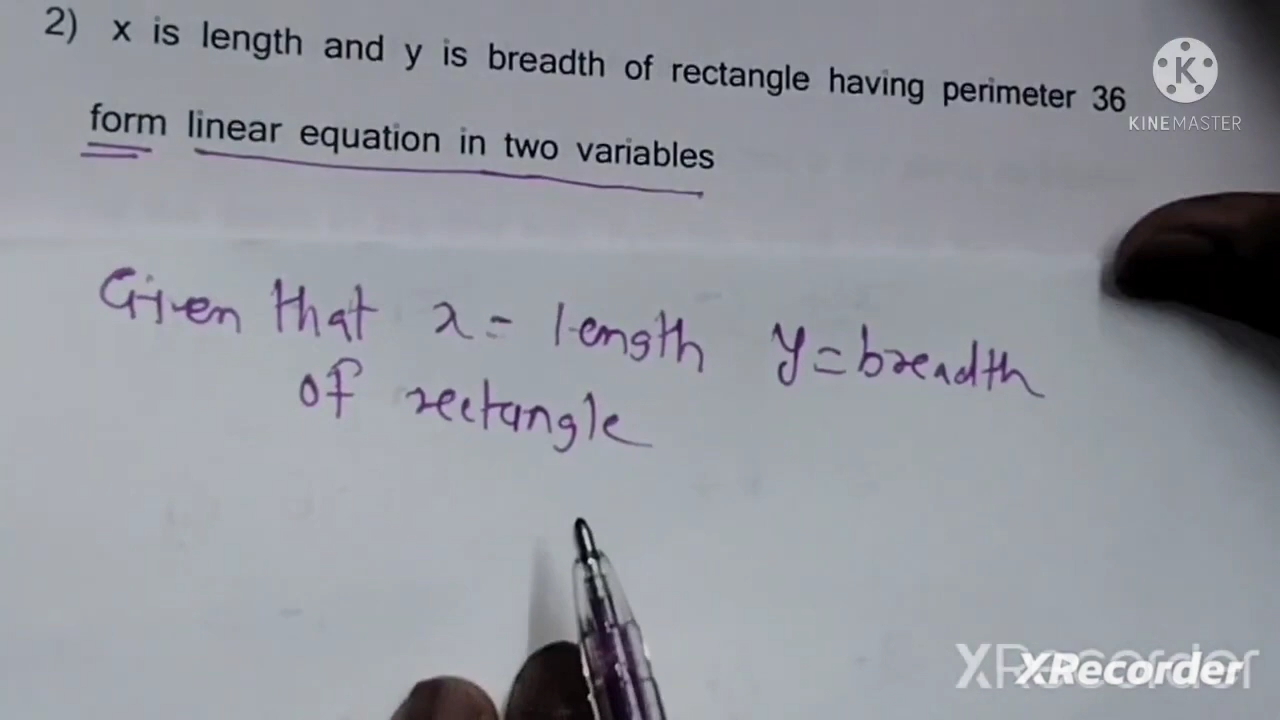 2) x is length and y is breadth of rectangle having perimeter 36
form linear equation in two variables
Given that x = length y = breadth
of rectangle
K
KINEMASTER
XRecorder
XRecorder